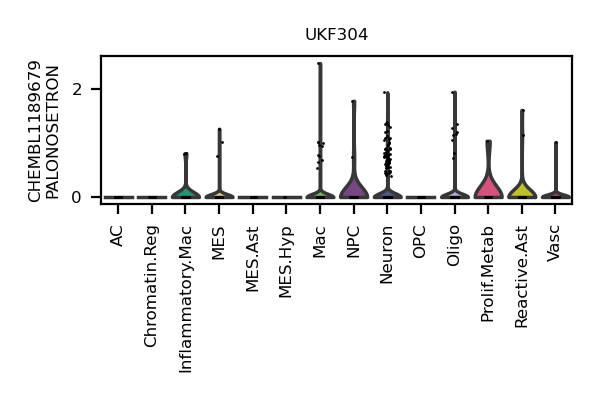 UKF304
CHEMBL1189679
PALONOSETRON
2
0
AC
Chromatin.Reg
Inflammatory.Mac
MES
MES.Ast
MES.Hyp
Mac
NPC
Neuron
OPC
Oligo
Prolif.Metab
Reactive.Ast
Vasc